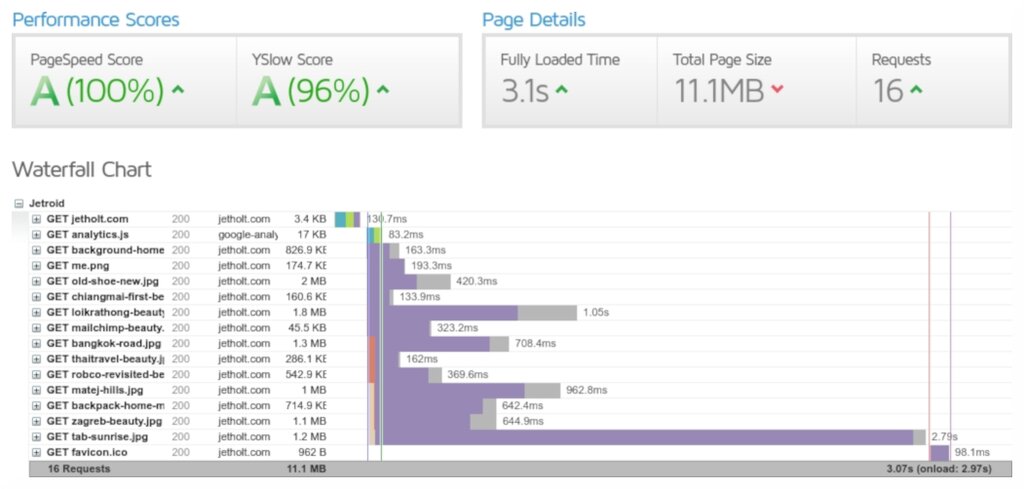 Performance Scores Page Details
PageSpeed Score YSlow Score Fully Loaded Time Total Page Size Requests
A (100%) A (96%) 3.1s 11.1MB 16
Waterfall Chart
Jetroid
GET jetholt.com 200 jetholt.com 3.4 KB 130.7ms
GET analytics.js 200 google-analy 17 KB 83.2ms
GET background-home 200 jetholt.com 826.9 KB 163.3ms
GET me.png 200 jetholt.com 174.7 KB 193.3ms
GET old-shoe-new.jpg 200 jetholt.com 2 MB 420.3ms
GET chiangmai-first-be 200 jetholt.com 160.6 KB 133.9ms
GET loikrathong-beauty 200 jetholt.com 1.8 MB 1.05s
GET mailchimp-beauty. 200 jetholt.com 45.5 KB 323.2ms
GET bangkok-road.jpg 200 jetholt.com 1.3 MB 708.4ms
GET thaitravel-beauty.j 200 jetholt.com 286.1 KB 162ms
GET robco-revisited-be 200 jetholt.com 542.9 KB 369.6ms
GET matej-hills.jpg 200 jetholt.com 1 MB 962.8ms
GET backpack-home-m 200 jetholt.com 714.9 KB 642.4ms
GET zagreb-beauty.jpg 200 jetholt.com 1.1 MB 644.9ms
GET tab-sunrise.jpg 200 jetholt.com 1.2 MB 2.79s
GET favicon.ico 200 jetholt.com 962 B 98.1ms
16 Requests 11.1 MB 3.07s (onload: 2.97s)